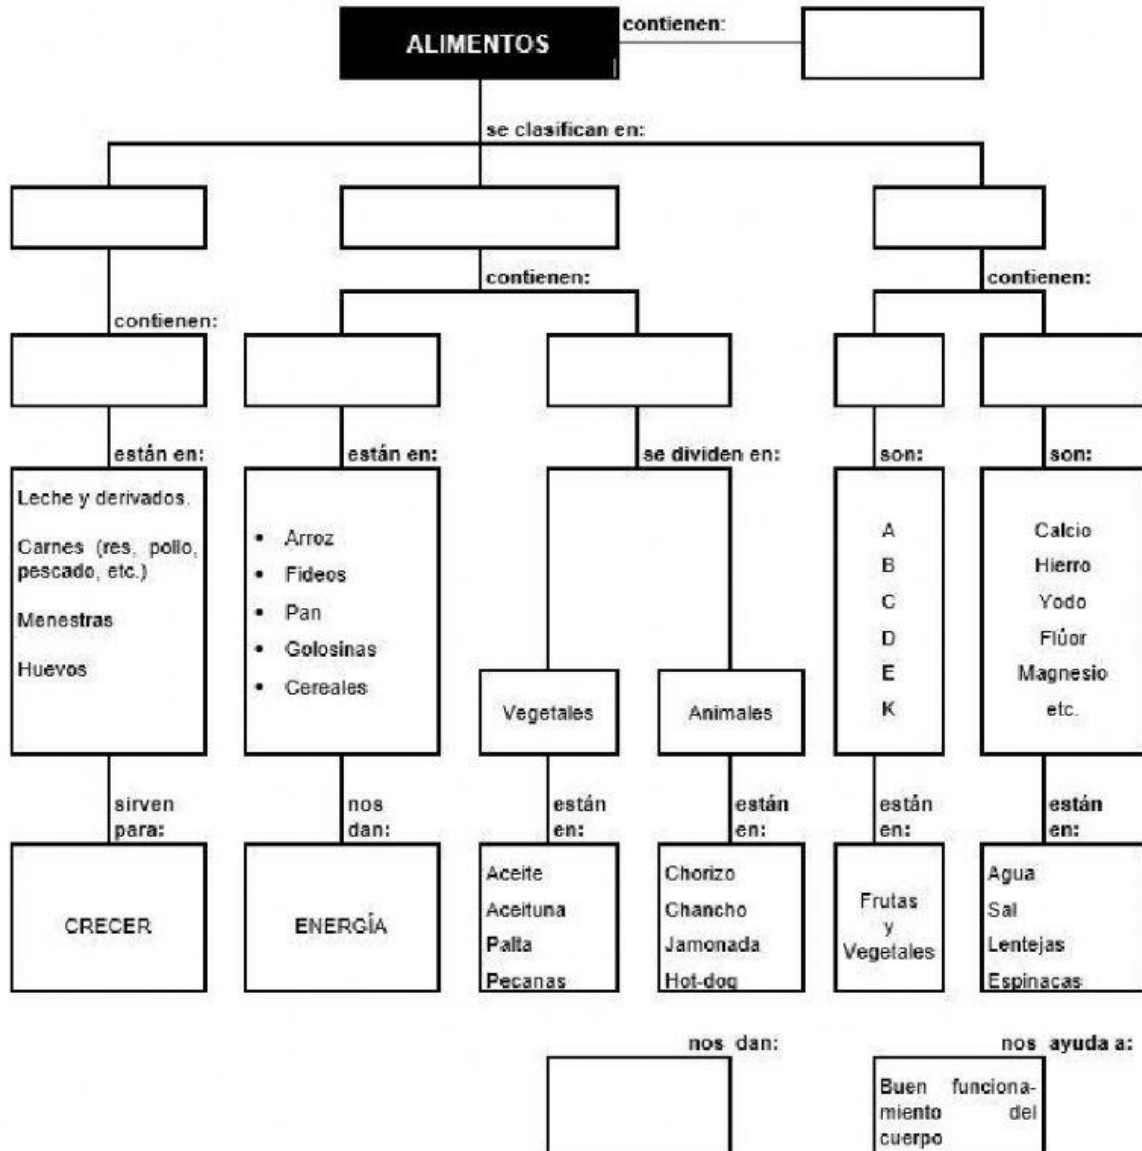 ALIMENTOS
contienen:
se clasifican en:
contienen:
contienen:
contienen:
están en:
están en:
se dividen en:
son:
son:
Leche y derivados.
Carnes (res, pollo,
pescado, etc.)
Menestras
Huevos
• Arroz
• Fideos
• Pan
• Golosinas
• Cereales
Vegetales
Animales
A
B
C
D
E
K
Calcio
Hierro
Yodo
Flúor
Magnesio
etc.
sirven
para:
nos
dan:
están
en:
están
en:
están
en:
están
en:
CRECER
ENERGÍA
Aceite
Aceituna
Palta
Pecanas
Chorizo
Chancho
Jamonada
Hot-dog
Frutas
y
Vegetales
Agua
Sal
Lentejas
Espinacas
nos dan:
nos ayuda a:
Buen funciona-
miento del
cuerpo